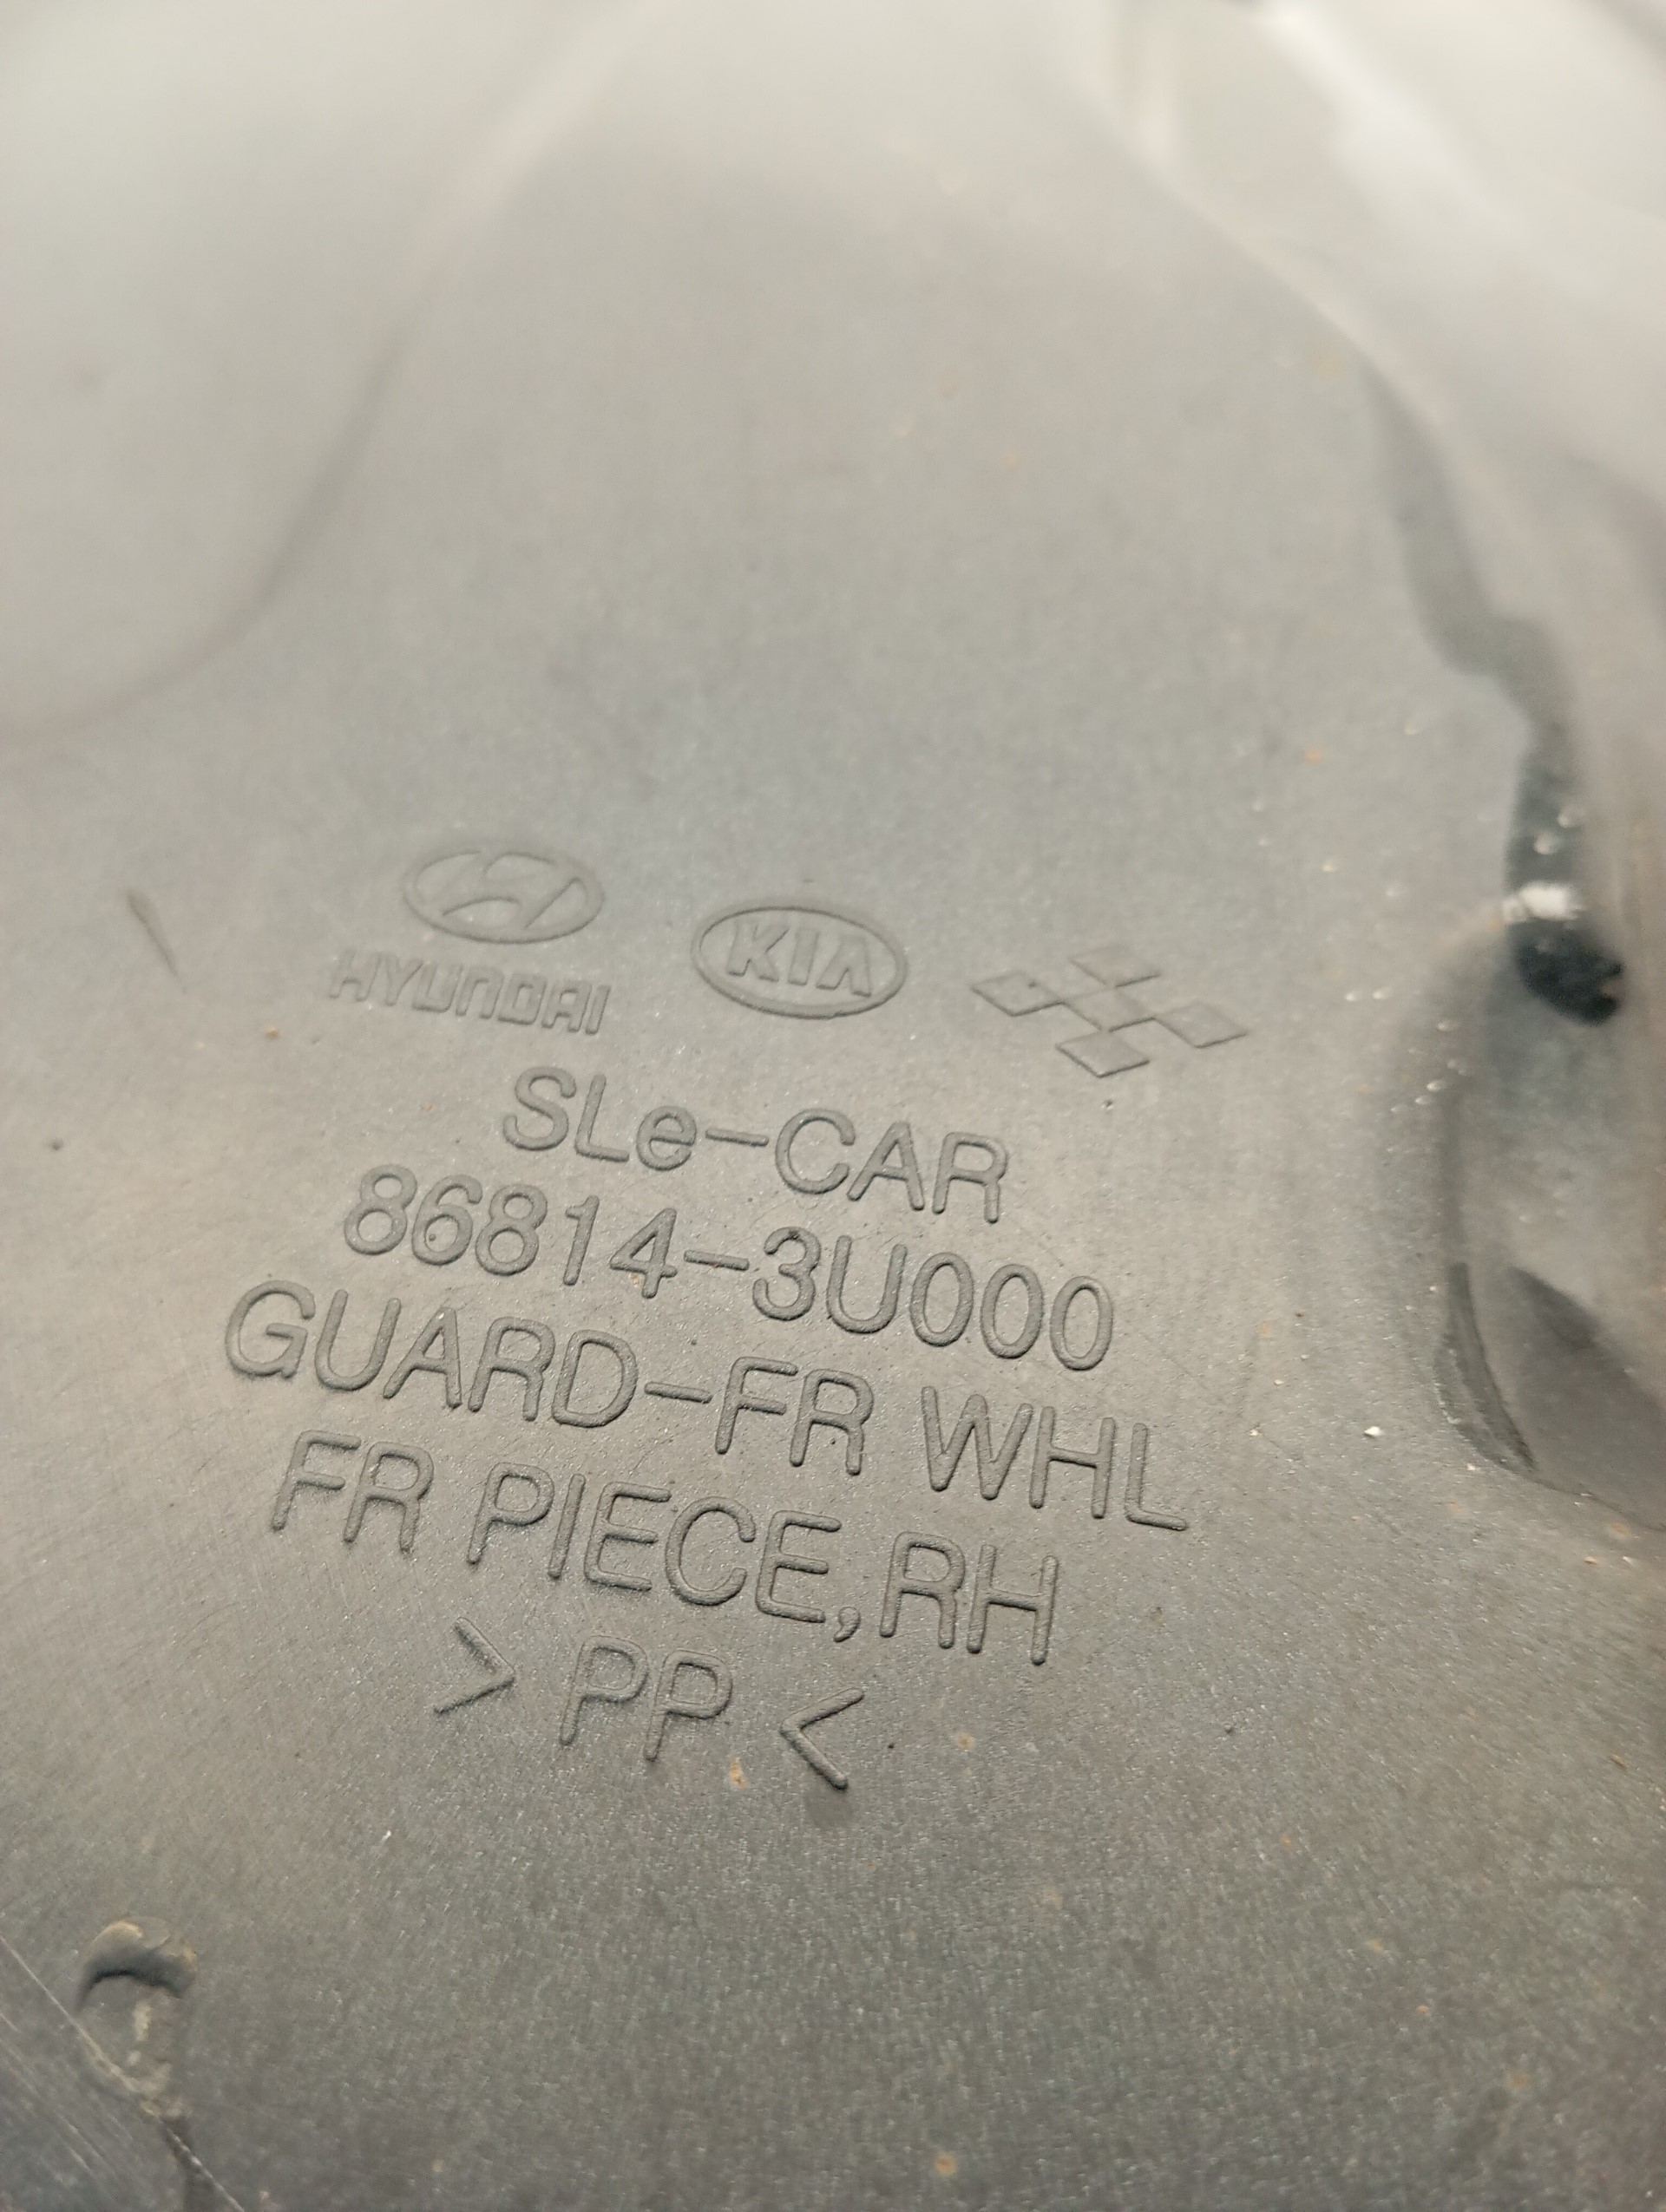 HYUNDAI KIA
SLe-CAR
86814-3U000
GUARD-FR WHL
FR PIECE,RH
> PP <